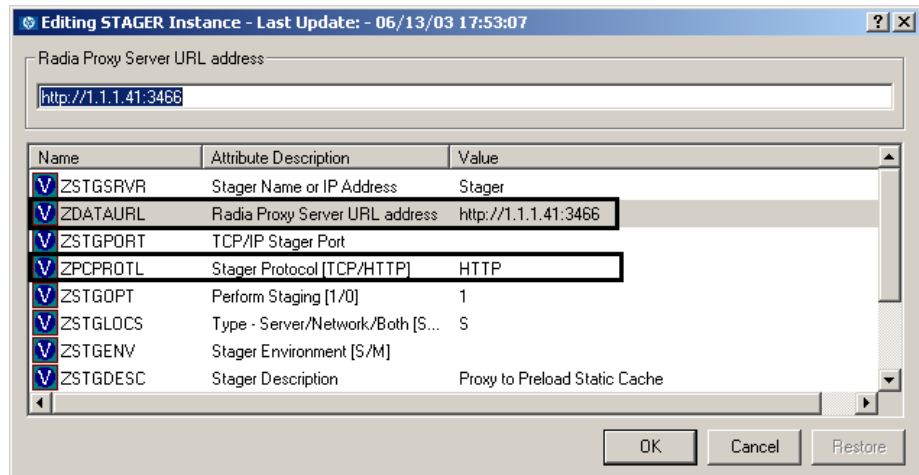 Editing STAGER Instance - Last Update: - 06/13/03 17:53:07
Radia Proxy Server URL address
http://1.1.1.41:3466
Name Attribute Description Value
V ZSTGSRVR Stager Name or IP Address Stager
V ZDATAURL Radia Proxy Server URL address http://1.1.1.41:3466
V ZSTGPORT TCP/IP Stager Port
V ZPCPROTL Stager Protocol [TCP/HTTP] HTTP
V ZSTGOPT Perform Staging [1/0] 1
V ZSTGLOCS Type - Server/Network/Both [S... S
V ZSTGENV Stager Environment [S/M]
V ZSTGDESC Stager Description Proxy to Preload Static Cache
OK Cancel Restore